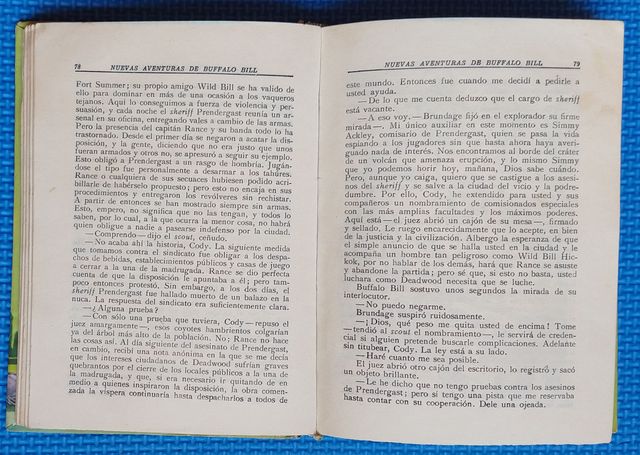 78 NUEVAS AVENTURAS DE BUFFALO BILL
Fort Summer; su propio amigo Wild Bill se ha valido de
ello para dominar en más de una ocasión a los vaqueros
tejanos. Aquí lo conseguimos a fuerza de violencia y per-
suasión, y cada noche el sheriff Prendergast reunía un ar-
senal en su oficina, entregando vales a cambio de las armas.
Pero la presencia del capitán Rance y su banda todo lo ha
trastornado. Desde el primer día se negaron a acatar la dis-
posición, y la gente, diciendo que no era justo que unos
fueran armados y otros no, se apresuró a seguir su ejemplo.
Esto obligó a Prendergast a un rasgo de hombría. Jugán-
dose el tipo fue personalmente a desarmar a los tahúres.
Rance o cualquiera de sus secuaces hubiesen podido acri-
billarle de habérselo propuesto; pero esto no encaja en sus
procedimientos y entregaron los revólveres sin rechistar.
A partir de entonces se han mostrado siempre sin armas.
Esto, empero, no significa que no las tengan, y todos lo
saben, por lo cual, a la que ocurra la menor cosa, no habrá
quien obligue a nadie a pasearse indefenso por la ciudad.
—Comprendo—dijo el scout, ceñudo.
—No acaba ahí la historia, Cody. La siguiente medida
que tomamos contra el sindicato fue obligar a los despa-
chos de bebidas, establecimientos públicos y casas de juego
a cerrar a la una de la madrugada. Rance se dio perfecta
cuenta de que la disposición le apuntaba a él; pero tam-
poco entonces protestó. Sin embargo, a los dos días, el
sheriff Prendergast fue hallado muerto de un balazo en la
nuca. La respuesta del sindicato era suficientemente clara.
—¿Alguna prueba?
—Con sólo una prueba que tuviera, Cody—repuso el
juez amargamente—, esos coyotes hambrientos colgarían
ya del árbol más alto de la población. No; Rance no hace
las cosas así. Al día siguiente del asesinato de Prendergast,
en cambio, recibí una nota anónima en la que se me decía
que los intereses ciudadanos de Deadwood sufrían graves
quebrantos por el cierre de los locales públicos a la una de
la madrugada, y que, si era necesario ir quitando de en
medio a quienes inspiraron la disposición, la obra comen-
zada la víspera continuaría hasta despacharlos a todos de
NUEVAS AVENTURAS DE BUFFALO BILL 79
este mundo. Entonces fue cuando me decidí a pedirle a
usted ayuda.
—De lo que me cuenta deduzco que el cargo de sheriff
está vacante.
—A eso voy.—Brundage fijó en el explorador su firme
mirada—. Mi único auxiliar en este momento es Simmy
Ackley, comisario de Prendergast, quien se pasa la vida
espiando a los jugadores sin que hasta ahora haya averi-
guado nada de interés. Nos encontramos al borde del cráter
de un volcán que amenaza erupción, y lo mismo Simmy
que yo podemos morir hoy, mañana, Dios sabe cuándo.
Pero, aunque yo caiga, quiero que se castigue a los asesi-
nos del sheriff y se salve a la ciudad del vicio y la podre-
dumbre. Por ello, Cody, he extendido para usted y sus
compañeros un nombramiento de comisionados especiales
con las más amplias facultades y los máximos poderes.
Aquí está—el juez abrió un cajón de su mesa—, firmado
y sellado. Le ruego encarecidamente que lo acepte, en bien
de la justicia y la civilización. Albergo la esperanza de que
el simple anuncio de que se halla usted en la ciudad y le
acompaña un hombre tan peligroso como Wild Bill Hic-
kok, por no hablar de los demás, hará que Rance se asuste
y abandone la partida; pero sé que, si esto no basta, usted
luchará como Deadwood necesita que se luche.
Buffalo Bill sostuvo unos segundos la mirada de su
interlocutor.
—No puedo negarme.
Brundage suspiró ruidosamente.
—¡Dios, qué peso me quita usted de encima! Tome
—tendió al scout el nombramiento—, le servirá de creden-
cial si alguien pretende buscarle complicaciones. Adelante
sin titubear, Cody. La ley está a su lado.
—Haré cuanto me sea posible.
El juez abrió otro cajón del escritorio, lo registró y sacó
un objeto brillante.
—Le he dicho que no tengo pruebas contra los asesinos
de Prendergast; pero sí tengo una pista que me reservaba
hasta contar con su cooperación. Dele una ojeada.